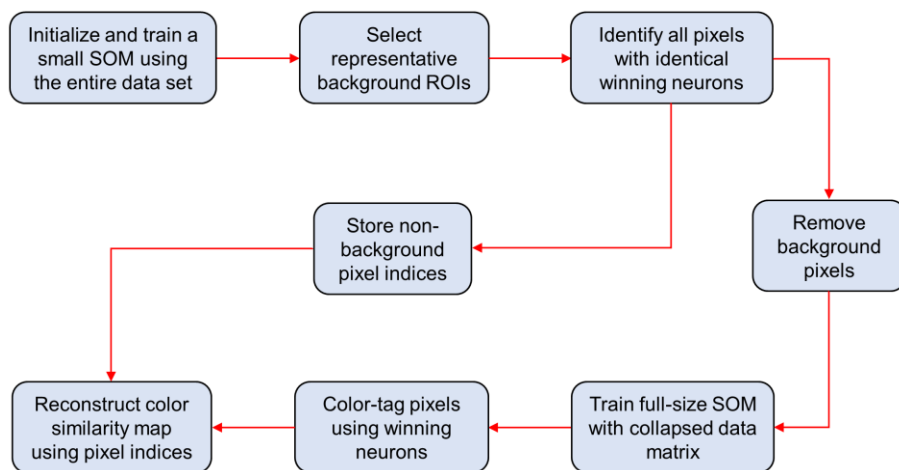 Initialize and train a
small SOM using
the entire data set
Select
representative
background ROIs
Identify all pixels
with identical
winning neurons
Store non-
background
pixel indices
Remove
background
pixels
Reconstruct color
similarity map
using pixel indices
Color-tag pixels
using winning
neurons
Train full-size SOM
with collapsed data
matrix